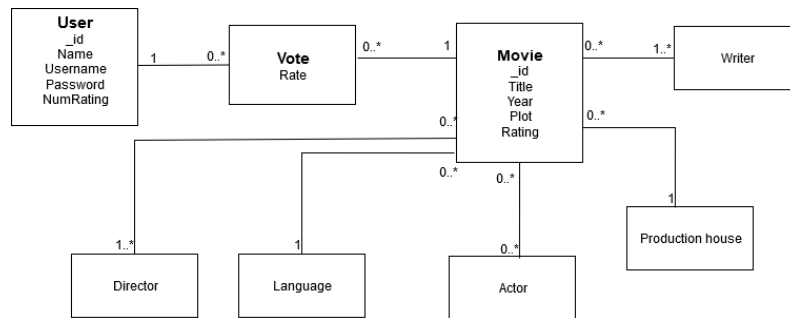 User
_id
Name
Username
Password
NumRating
1
0..*
Vote
Rate
0..*
1
Movie
_id
Title
Year
Plot
Rating
0..*
1..*
Writer
0..*
0..*
0..*
0..*
1..*
1
0..*
1
Director
Language
Actor
Production house